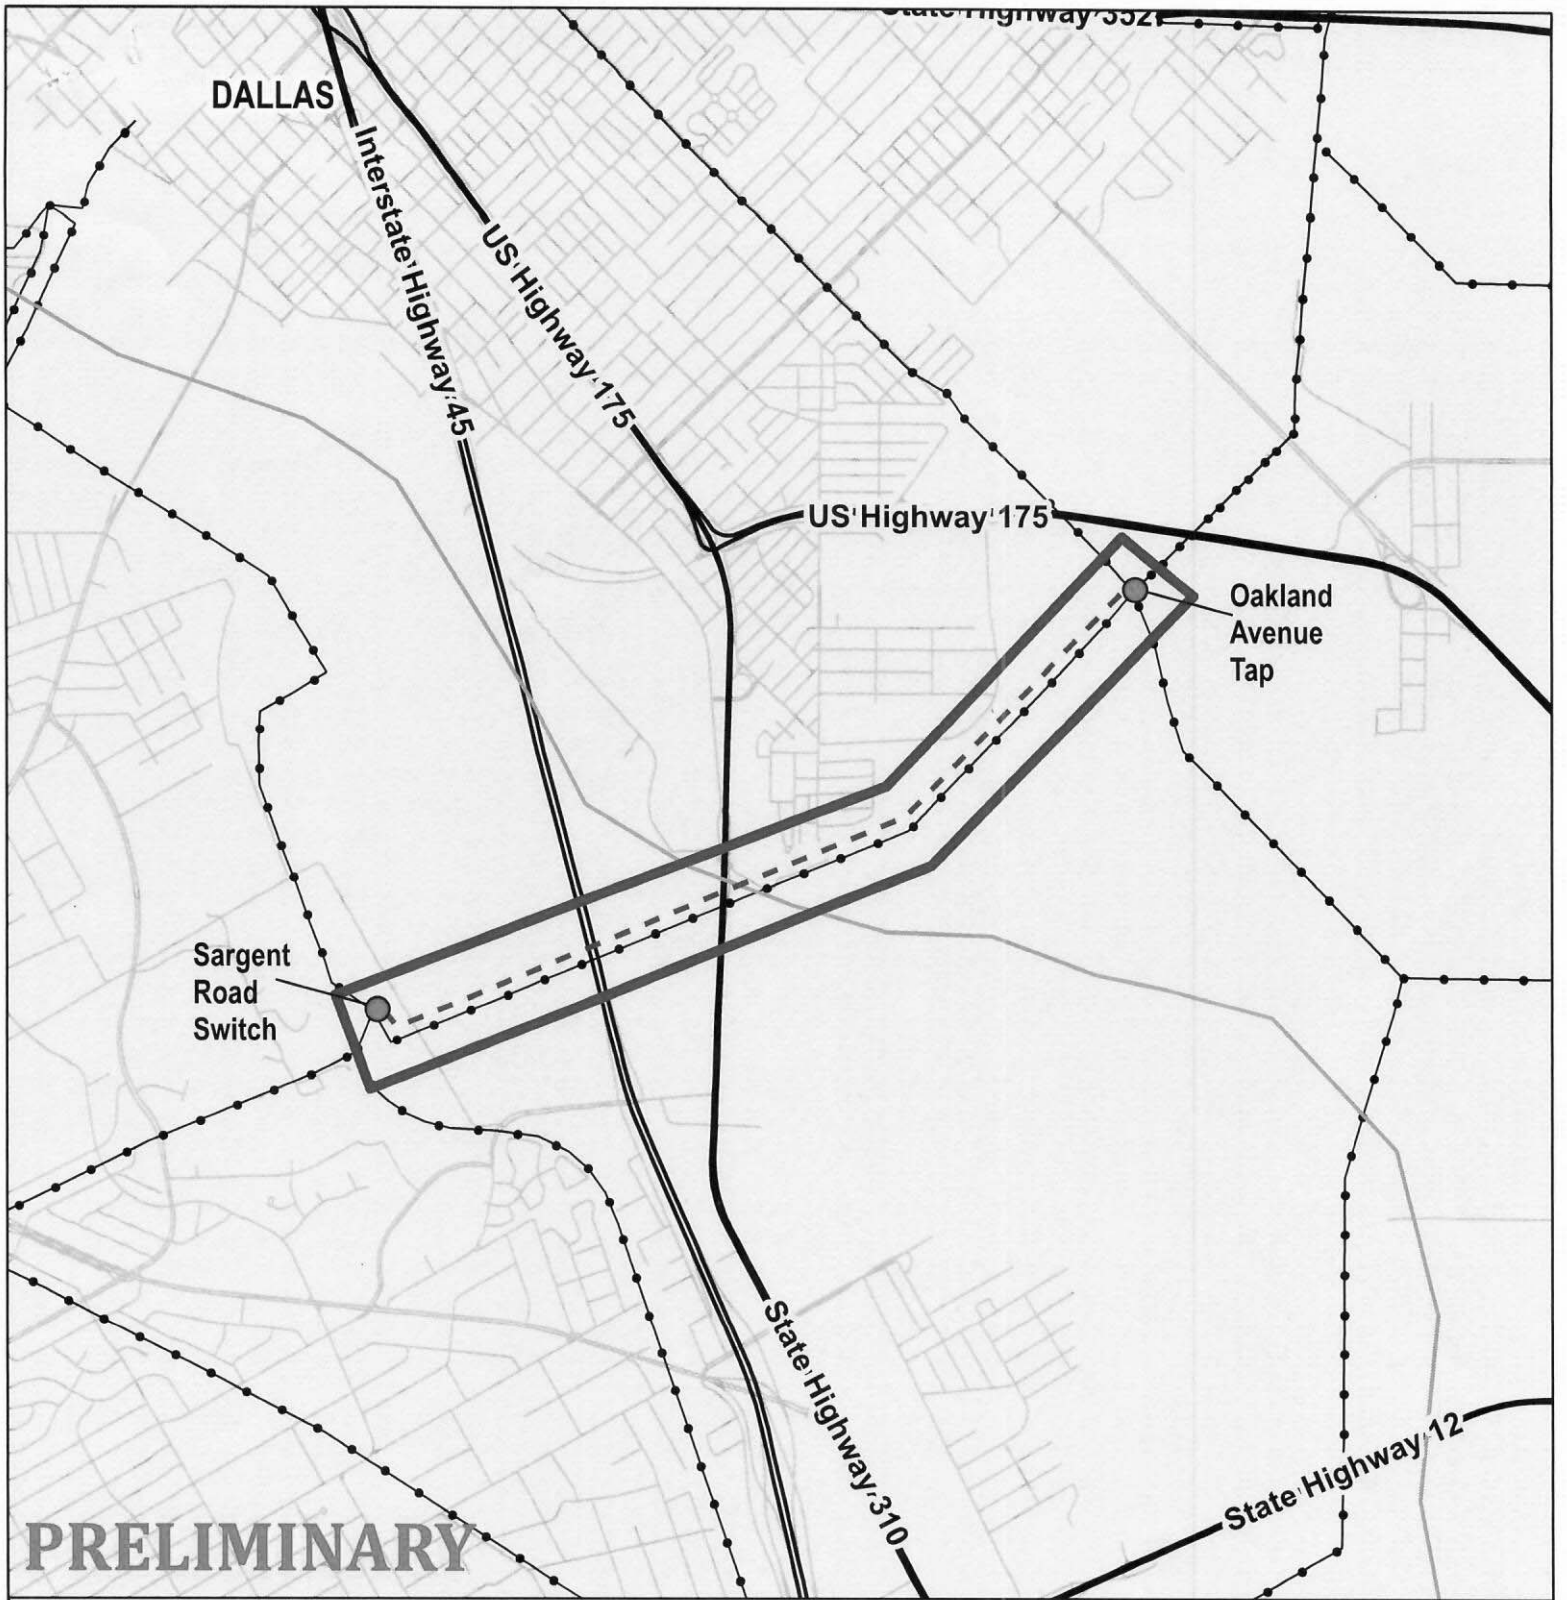 State Highway 352
DALLAS
Interstate Highway 45
US Highway 175
US Highway 175
Oakland
Avenue
Tap
Sargent
Road
Switch
State Highway 310
State Highway 12
PRELIMINARY